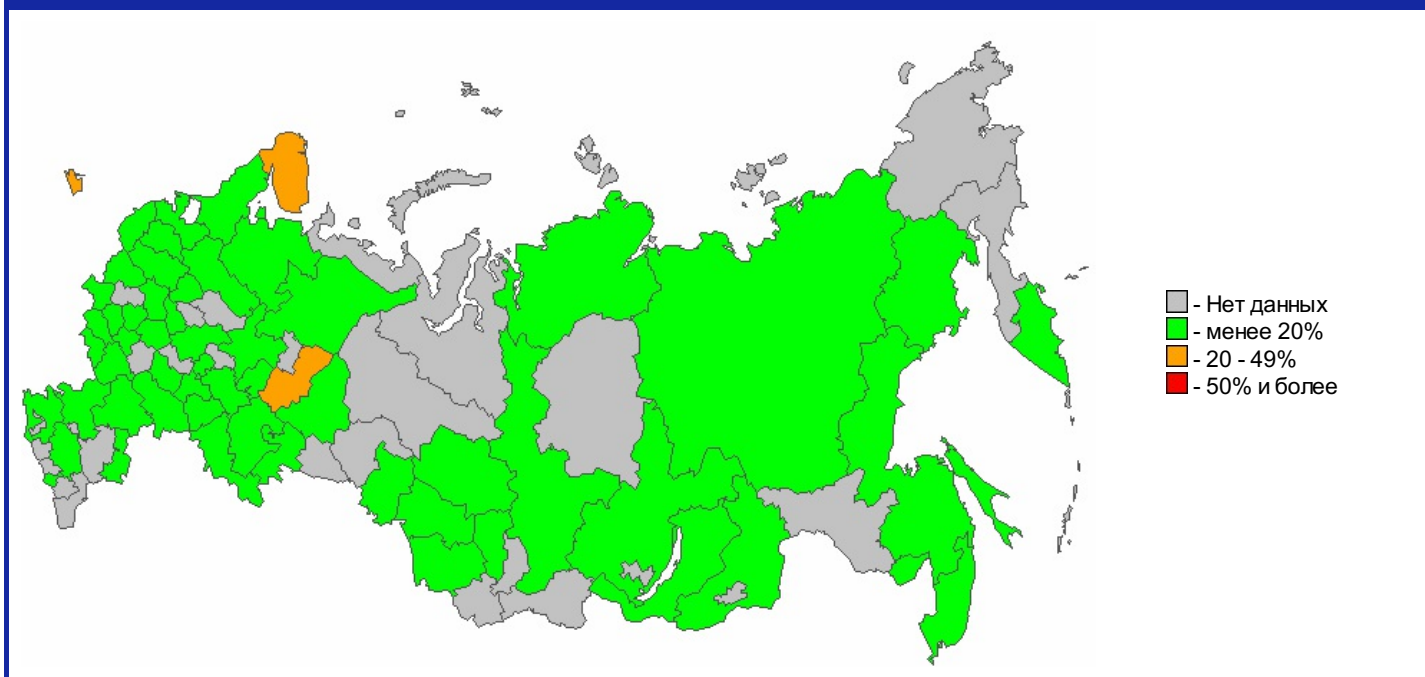 - Нет данных
- менее 20%
- 20 - 49%
- 50% и более